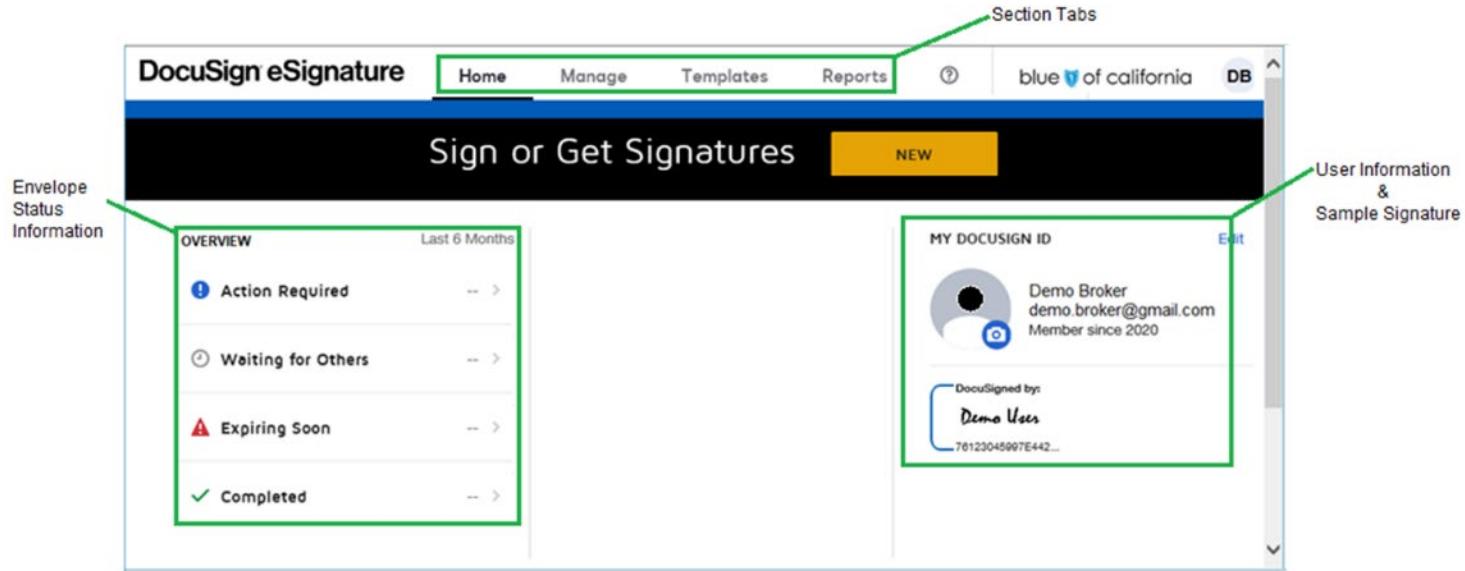 Section Tabs
DocuSign eSignature Home Manage Templates Reports ? blue of california DB
Sign or Get Signatures NEW
Envelope
Status
Information
User Information
&
Sample Signature
OVERVIEW Last 6 Months
Action Required -- >
Waiting for Others -- >
Expiring Soon -- >
Completed -- >
MY DOCUSIGN ID Edit
Demo Broker
demo.broker@gmail.com
Member since 2020
DocuSigned by:
Demo User
76123045997E442...